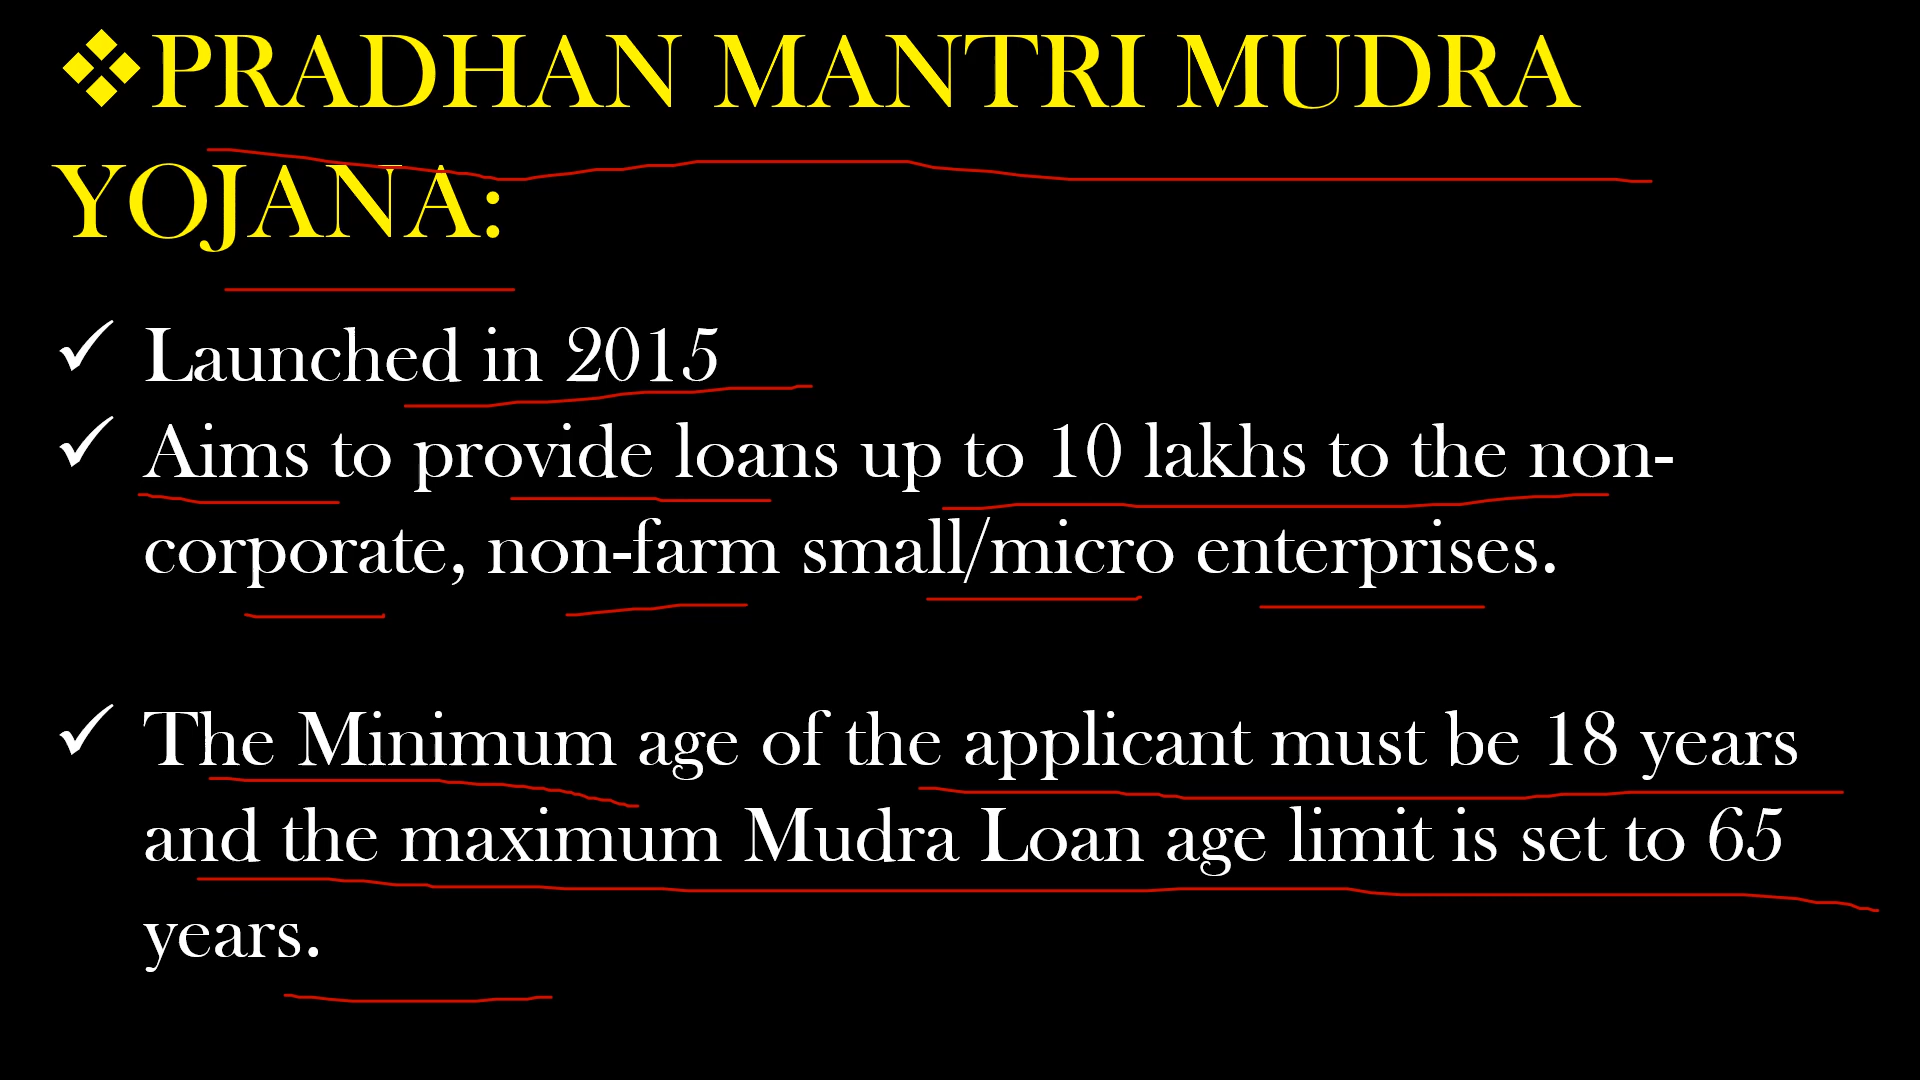 ❖PRADHAN MANTRI MUDRA
YOJANA:
✓ Launched in 2015
✓ Aims to provide loans up to 10 lakhs to the non-
corporate, non-farm small/micro enterprises.
✓ The Minimum age of the applicant must be 18 years
and the maximum Mudra Loan age limit is set to 65
years.